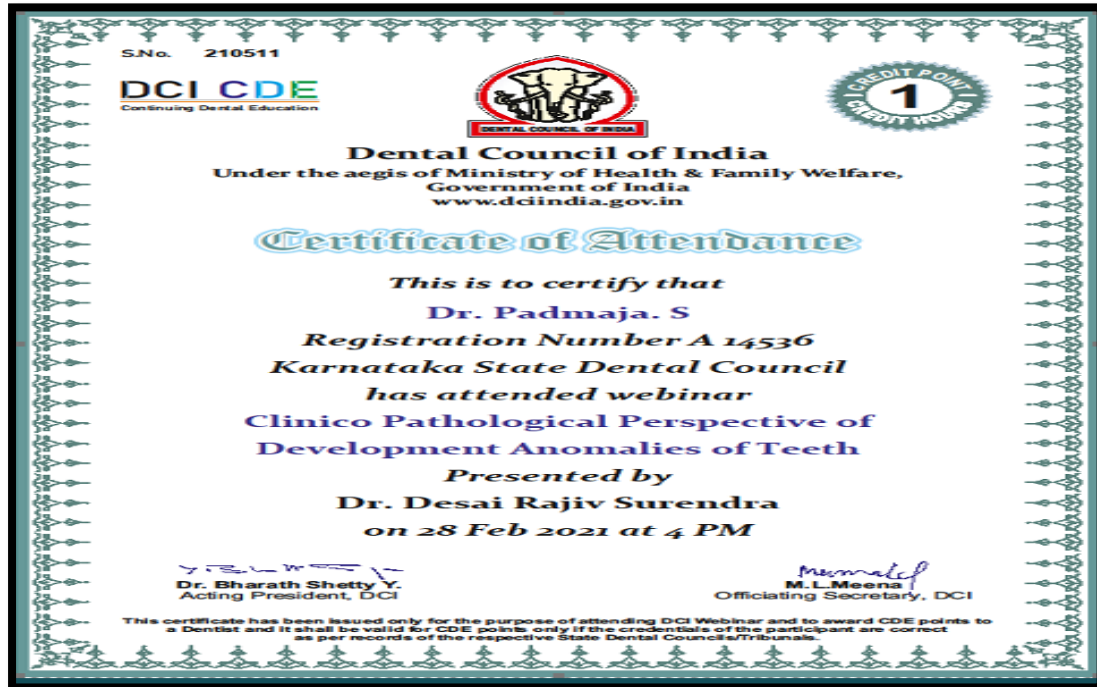 S.No. 210511
DCI CDE
Continuing Dental Education
DENTAL COUNCIL OF INDIA
CREDIT POINT
1
CREDIT HOURS
Dental Council of India
Under the aegis of Ministry of Health & Family Welfare,
Government of India
www.dciindia.gov.in
Certificate of Attendance
This is to certify that
Dr. Padmaja. S
Registration Number A 14536
Karnataka State Dental Council
has attended webinar
Clinico Pathological Perspective of
Development Anomalies of Teeth
Presented by
Dr. Desai Rajiv Surendra
on 28 Feb 2021 at 4 PM
Dr. Bharath Shetty Y.
Acting President, DCI
M.L.Meena
Officiating Secretary, DCI
This certificate has been issued only for the purpose of attending DCI Webinar and to award CDE points to
a Dentist and it shall be valid for CDE points only if the credentials of the participant are correct
as per records of the respective State Dental Councils/Tribunals.